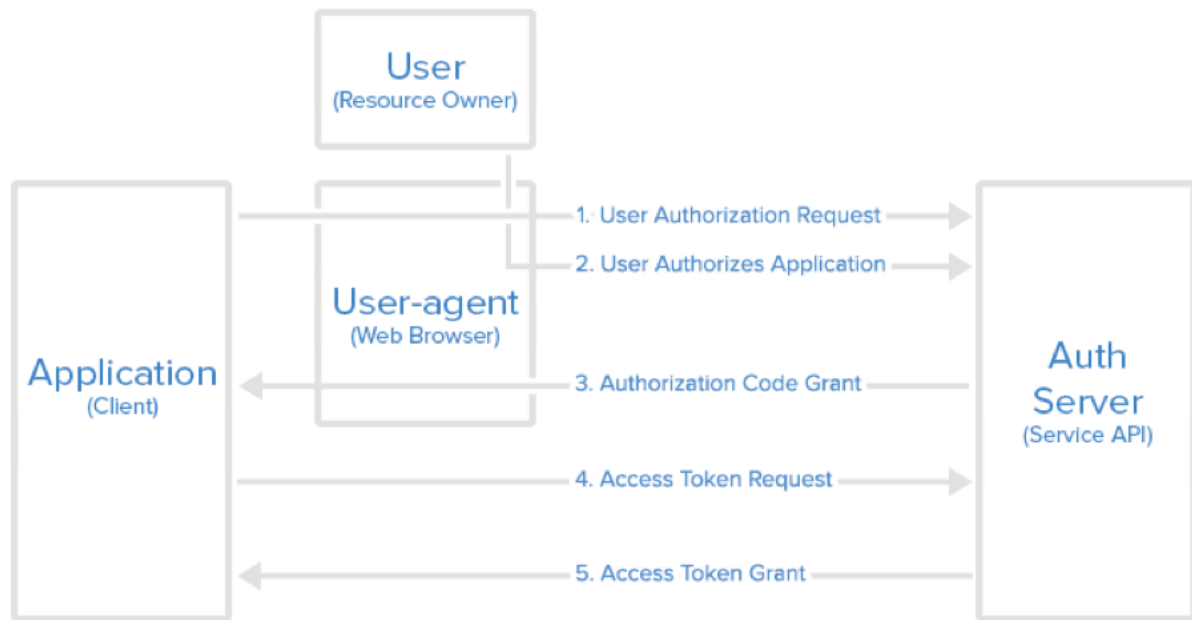 User
(Resource Owner)
1. User Authorization Request
2. User Authorizes Application
User-agent
(Web Browser)
Application
(Client)
3. Authorization Code Grant
Auth
Server
(Service API)
4. Access Token Request
5. Access Token Grant